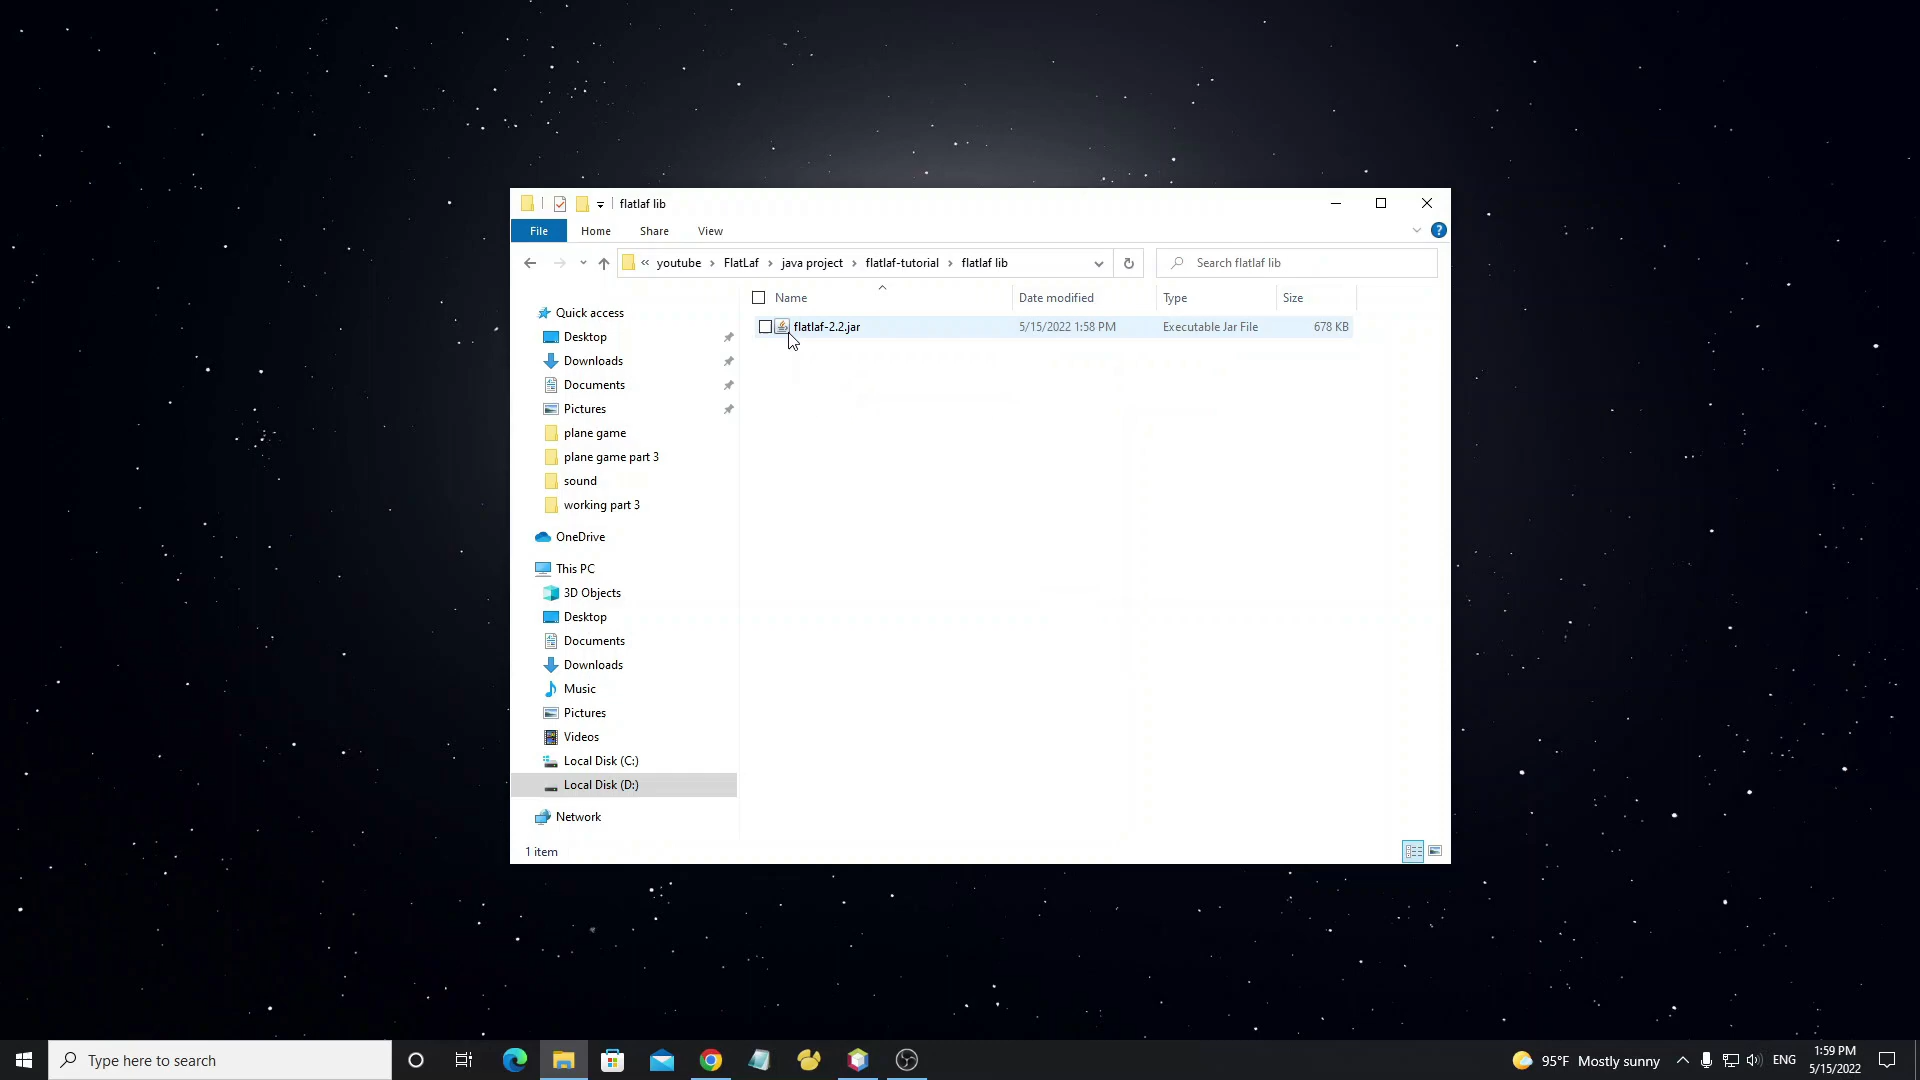 flatlaf lib
File Home Share View
« youtube › FlatLaf › java project › flatlaf-tutorial › flatlaf lib
Search flatlaf lib
Name Date modified Type Size
flatlaf-2.2.jar 5/15/2022 1:58 PM Executable Jar File 678 KB
Quick access
Desktop
Downloads
Documents
Pictures
plane game
plane game part 3
sound
working part 3
OneDrive
This PC
3D Objects
Desktop
Documents
Downloads
Music
Pictures
Videos
Local Disk (C:)
Local Disk (D:)
Network
1 item
Type here to search
95°F Mostly sunny
ENG
1:59 PM
5/15/2022